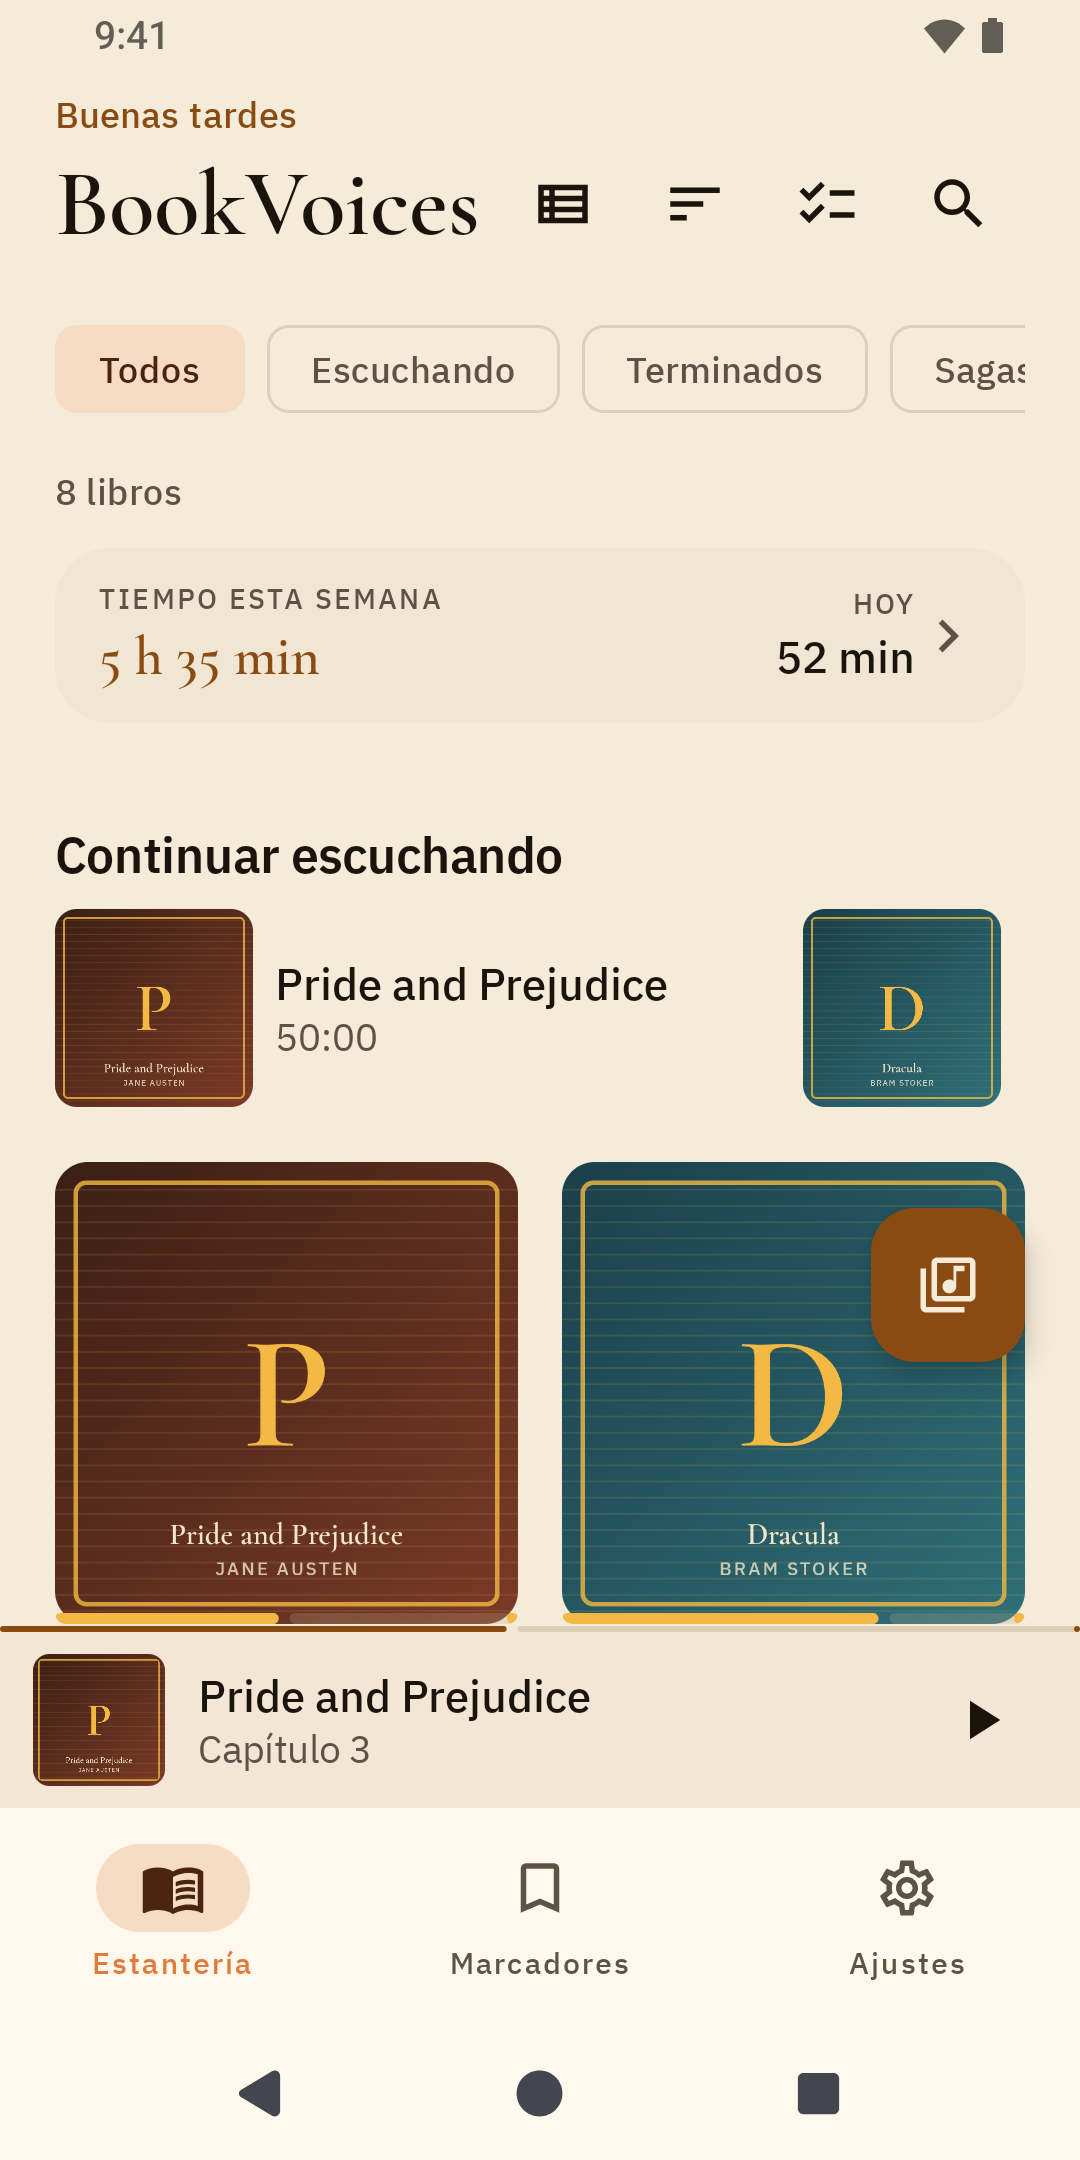 9:41
Buenas tardes
BookVoices
Todos
Escuchando
Terminados
Sagas
8 libros
TIEMPO ESTA SEMANA
5 h 35 min
HOY
52 min
Continuar escuchando
P
Pride and Prejudice
JANE AUSTEN
Pride and Prejudice
50:00
D
Dracula
BRAM STOKER
P
Pride and Prejudice
JANE AUSTEN
D
Dracula
BRAM STOKER
P
Pride and Prejudice
JANE AUSTEN
Pride and Prejudice
Capítulo 3
Estantería
Marcadores
Ajustes